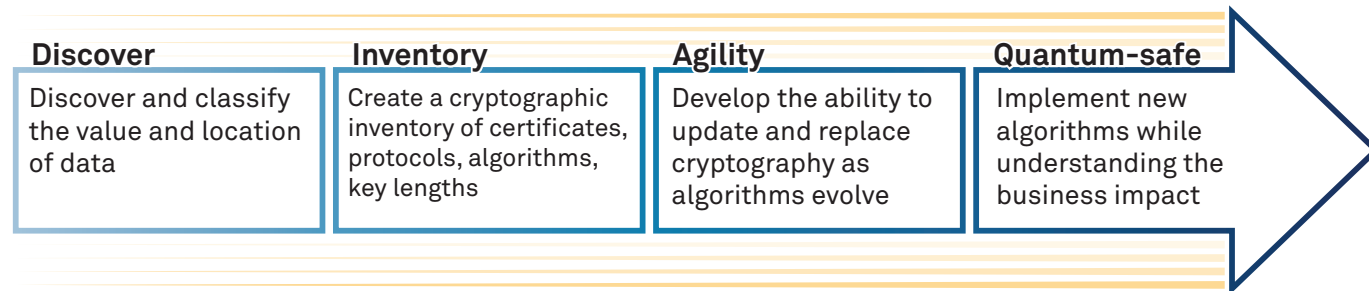 Discover
Discover and classify
the value and location
of data
Inventory
Create a cryptographic
inventory of certificates,
protocols, algorithms,
key lengths
Agility
Develop the ability to
update and replace
cryptography as
algorithms evolve
Quantum-safe
Implement new
algorithms while
understanding the
business impact